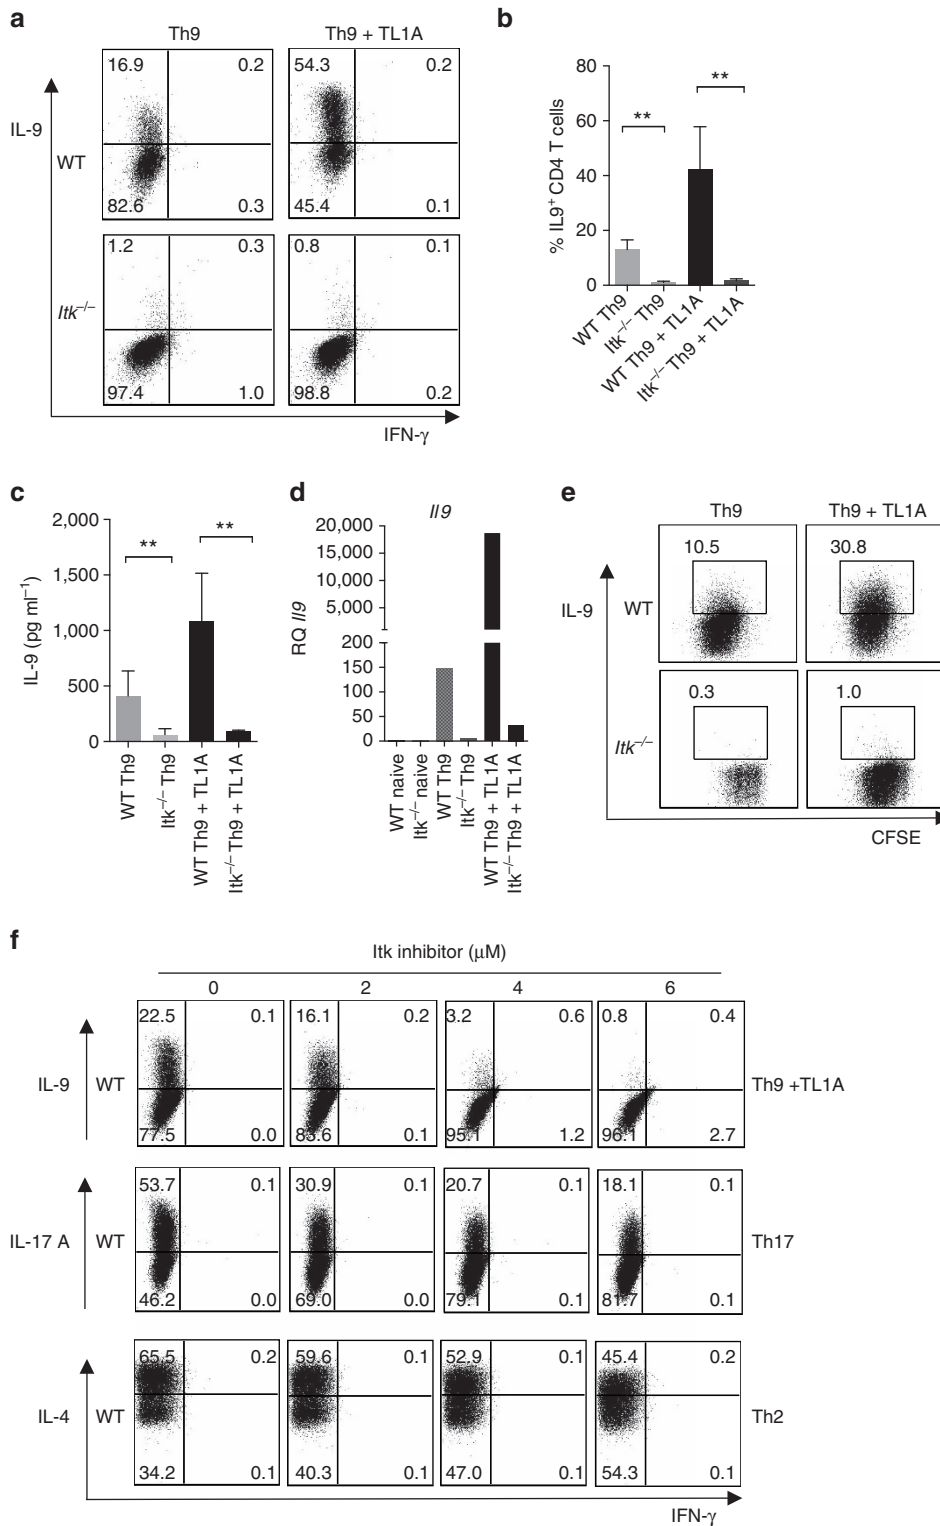 a
Th9
Th9 + TL1A
IL-9
WT
16.9
0.2
82.6
0.3
54.3
0.2
45.4
0.1
Itk–/–
1.2
0.3
97.4
1.0
0.8
0.1
98.8
0.2
IFN-γ
b
% IL9+ CD4 T cells
80
60
40
20
0
**
**
WT Th9
Itk–/– Th9
WT Th9 + TL1A
Itk–/– Th9 + TL1A
c
IL-9 (pg ml–1)
2,000
1,500
1,000
500
0
**
**
WT Th9
Itk–/– Th9
WT Th9 + TL1A
Itk–/– Th9 + TL1A
d
Il9
RQ Il9
20,000
15,000
10,000
5,000
200
150
100
50
0
WT naive
Itk–/– naive
WT Th9
Itk–/– Th9
WT Th9 + TL1A
Itk–/– Th9 + TL1A
e
Th9
Th9 + TL1A
IL-9
WT
10.5
30.8
Itk–/–
0.3
1.0
CFSE
f
Itk inhibitor (μM)
0
2
4
6
IL-9
WT
22.5
0.1
77.5
0.0
16.1
0.2
83.6
0.1
3.2
0.6
95.1
1.2
0.8
0.4
96.1
2.7
Th9 +TL1A
IL-17 A
WT
53.7
0.1
46.2
0.0
30.9
0.1
69.0
0.0
20.7
0.1
79.1
0.1
18.1
0.1
81.7
0.1
Th17
IL-4
WT
65.5
0.2
34.2
0.1
59.6
0.1
40.3
0.1
52.9
0.1
47.0
0.1
45.4
0.2
54.3
0.1
Th2
IFN-γ